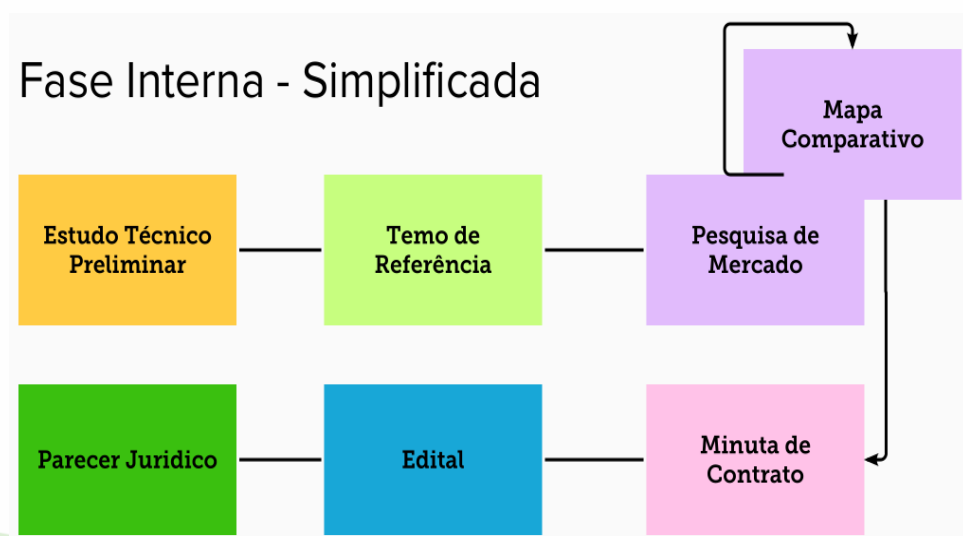 Fase Interna - Simplificada
Mapa
Comparativo
Estudo Técnico
Preliminar
Temo de
Referência
Pesquisa de
Mercado
Parecer Juridico
Edital
Minuta de
Contrato